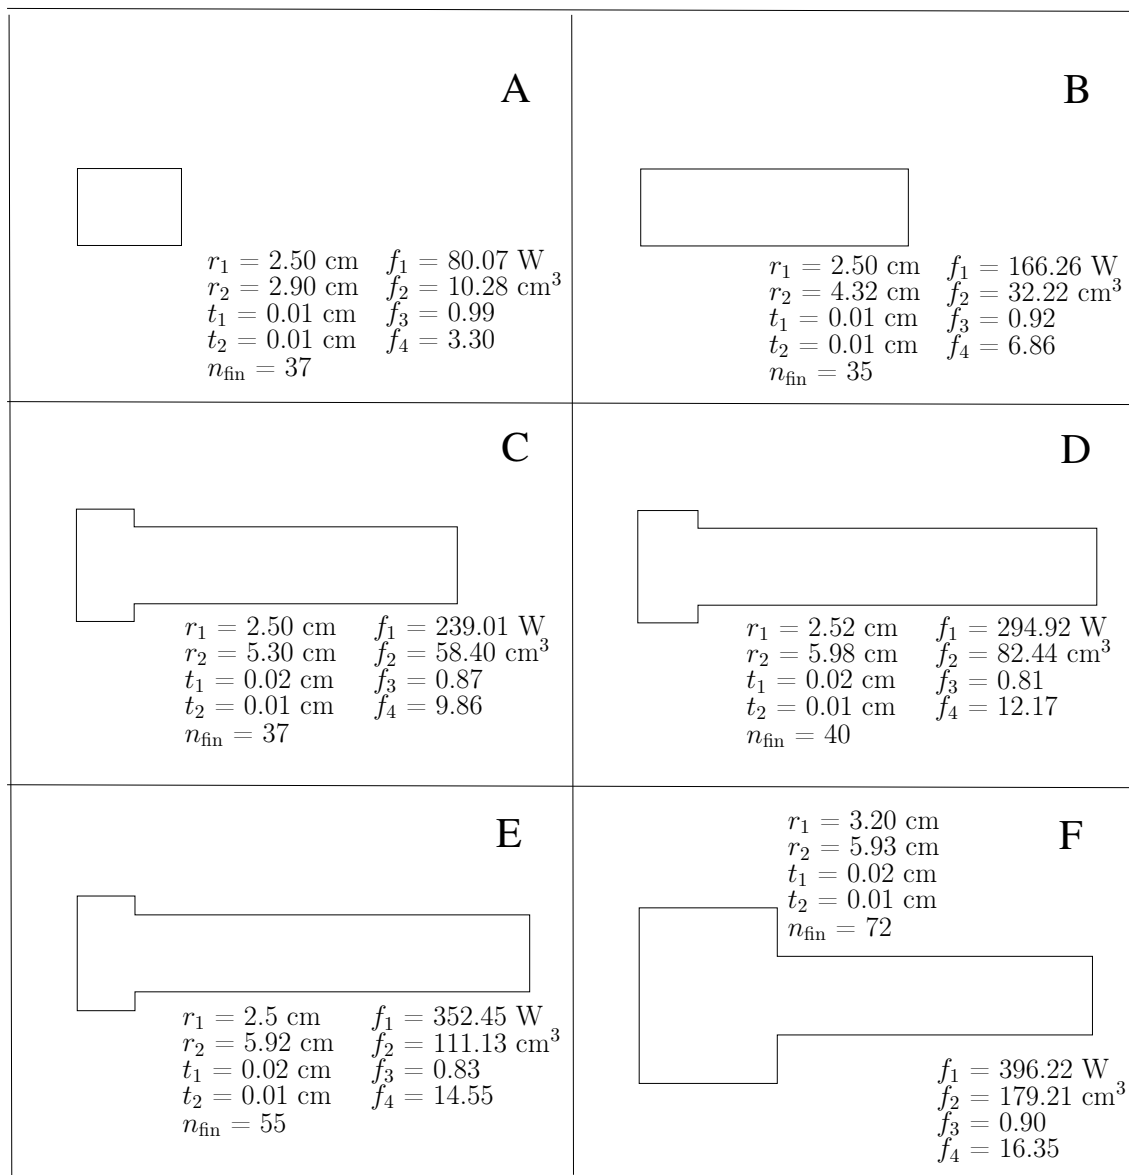 A
r₁ = 2.50 cm f₁ = 80.07 W
r₂ = 2.90 cm f₂ = 10.28 cm³
t₁ = 0.01 cm f₃ = 0.99
t₂ = 0.01 cm f₄ = 3.30
n_fin = 37
B
r₁ = 2.50 cm f₁ = 166.26 W
r₂ = 4.32 cm f₂ = 32.22 cm³
t₁ = 0.01 cm f₃ = 0.92
t₂ = 0.01 cm f₄ = 6.86
n_fin = 35
C
r₁ = 2.50 cm f₁ = 239.01 W
r₂ = 5.30 cm f₂ = 58.40 cm³
t₁ = 0.02 cm f₃ = 0.87
t₂ = 0.01 cm f₄ = 9.86
n_fin = 37
D
r₁ = 2.52 cm f₁ = 294.92 W
r₂ = 5.98 cm f₂ = 82.44 cm³
t₁ = 0.02 cm f₃ = 0.81
t₂ = 0.01 cm f₄ = 12.17
n_fin = 40
E
r₁ = 2.5 cm f₁ = 352.45 W
r₂ = 5.92 cm f₂ = 111.13 cm³
t₁ = 0.02 cm f₃ = 0.83
t₂ = 0.01 cm f₄ = 14.55
n_fin = 55
F
r₁ = 3.20 cm
r₂ = 5.93 cm
t₁ = 0.02 cm
t₂ = 0.01 cm
n_fin = 72
f₁ = 396.22 W
f₂ = 179.21 cm³
f₃ = 0.90
f₄ = 16.35